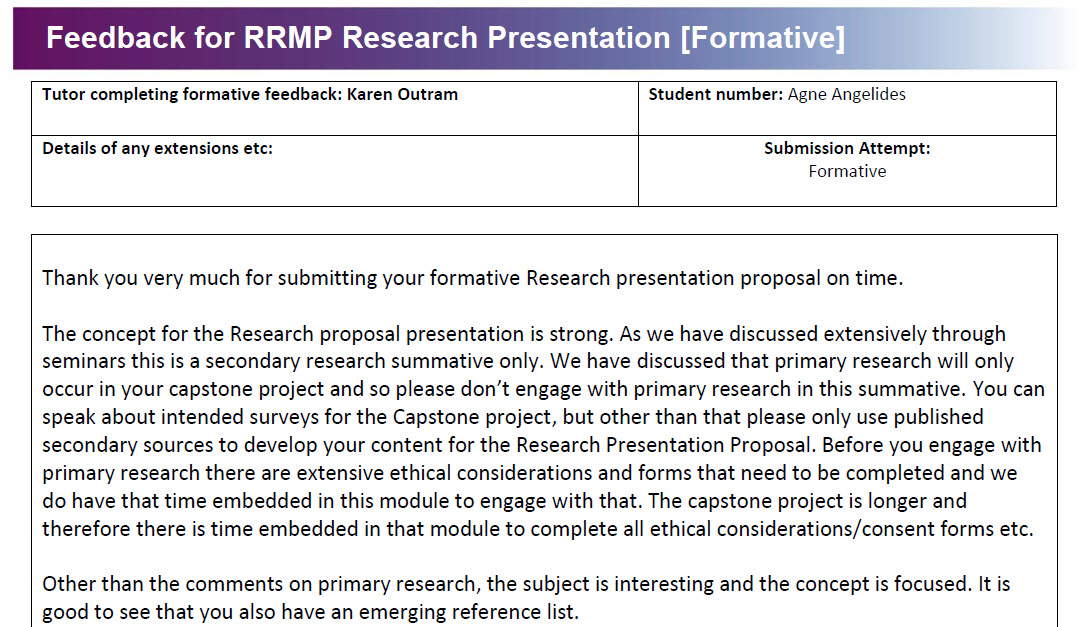 Feedback for RRMP Research Presentation [Formative]
Tutor completing formative feedback: Karen Outram
Student number: Agne Angelides
Details of any extensions etc:
Submission Attempt:
Formative
Thank you very much for submitting your formative Research presentation proposal on time.
The concept for the Research proposal presentation is strong. As we have discussed extensively through
seminars this is a secondary research summative only. We have discussed that primary research will only
occur in your capstone project and so please don’t engage with primary research in this summative. You can
speak about intended surveys for the Capstone project, but other than that please only use published
secondary sources to develop your content for the Research Presentation Proposal. Before you engage with
primary research there are extensive ethical considerations and forms that need to be completed and we
do have that time embedded in this module to engage with that. The capstone project is longer and
therefore there is time embedded in that module to complete all ethical considerations/consent forms etc.
Other than the comments on primary research, the subject is interesting and the concept is focused. It is
good to see that you also have an emerging reference list.